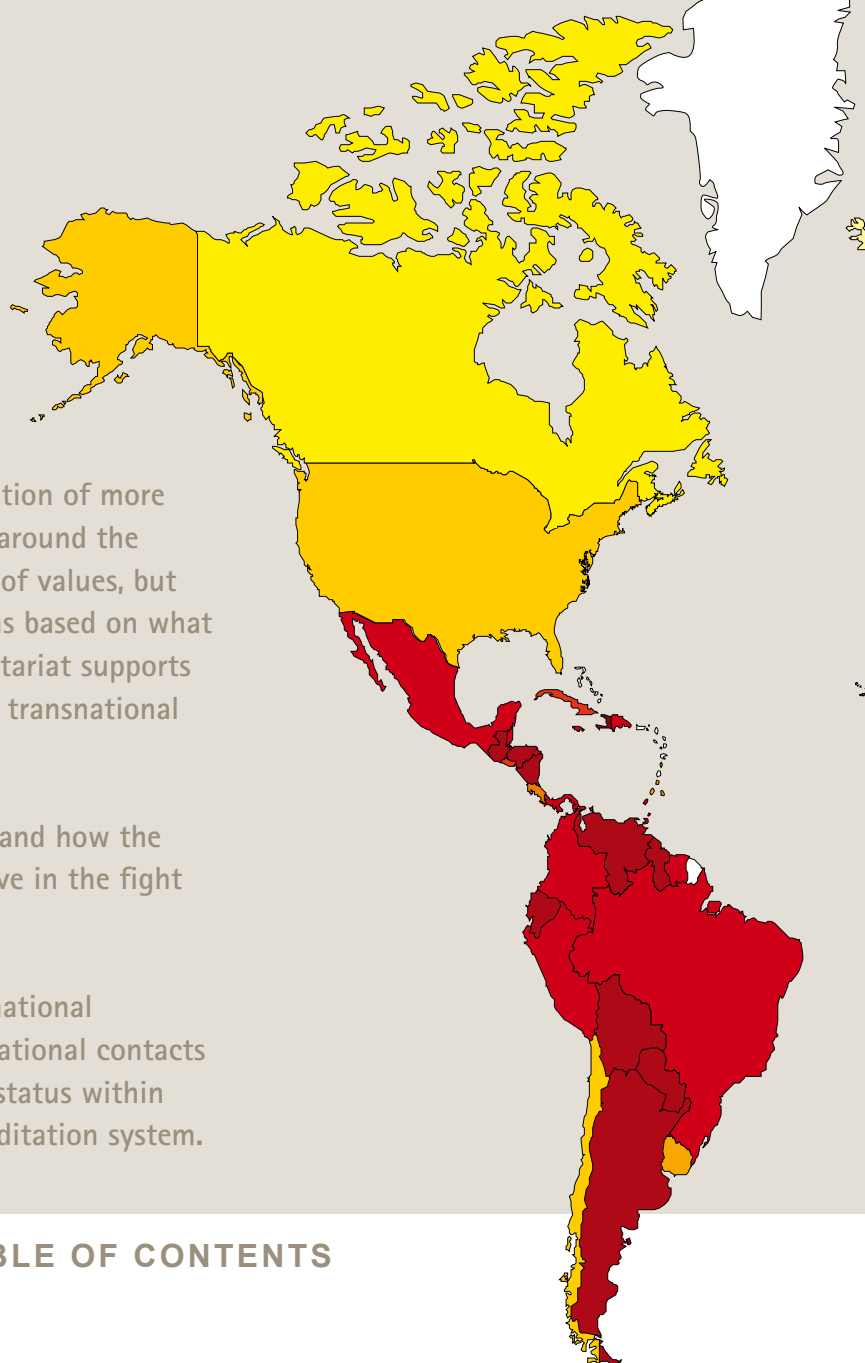 tion of more
around the
of values, but
s based on what
tariat supports
transnational
and how the
ve in the fight
national
ational contacts
status within
ditation system.
BLE OF CONTENTS